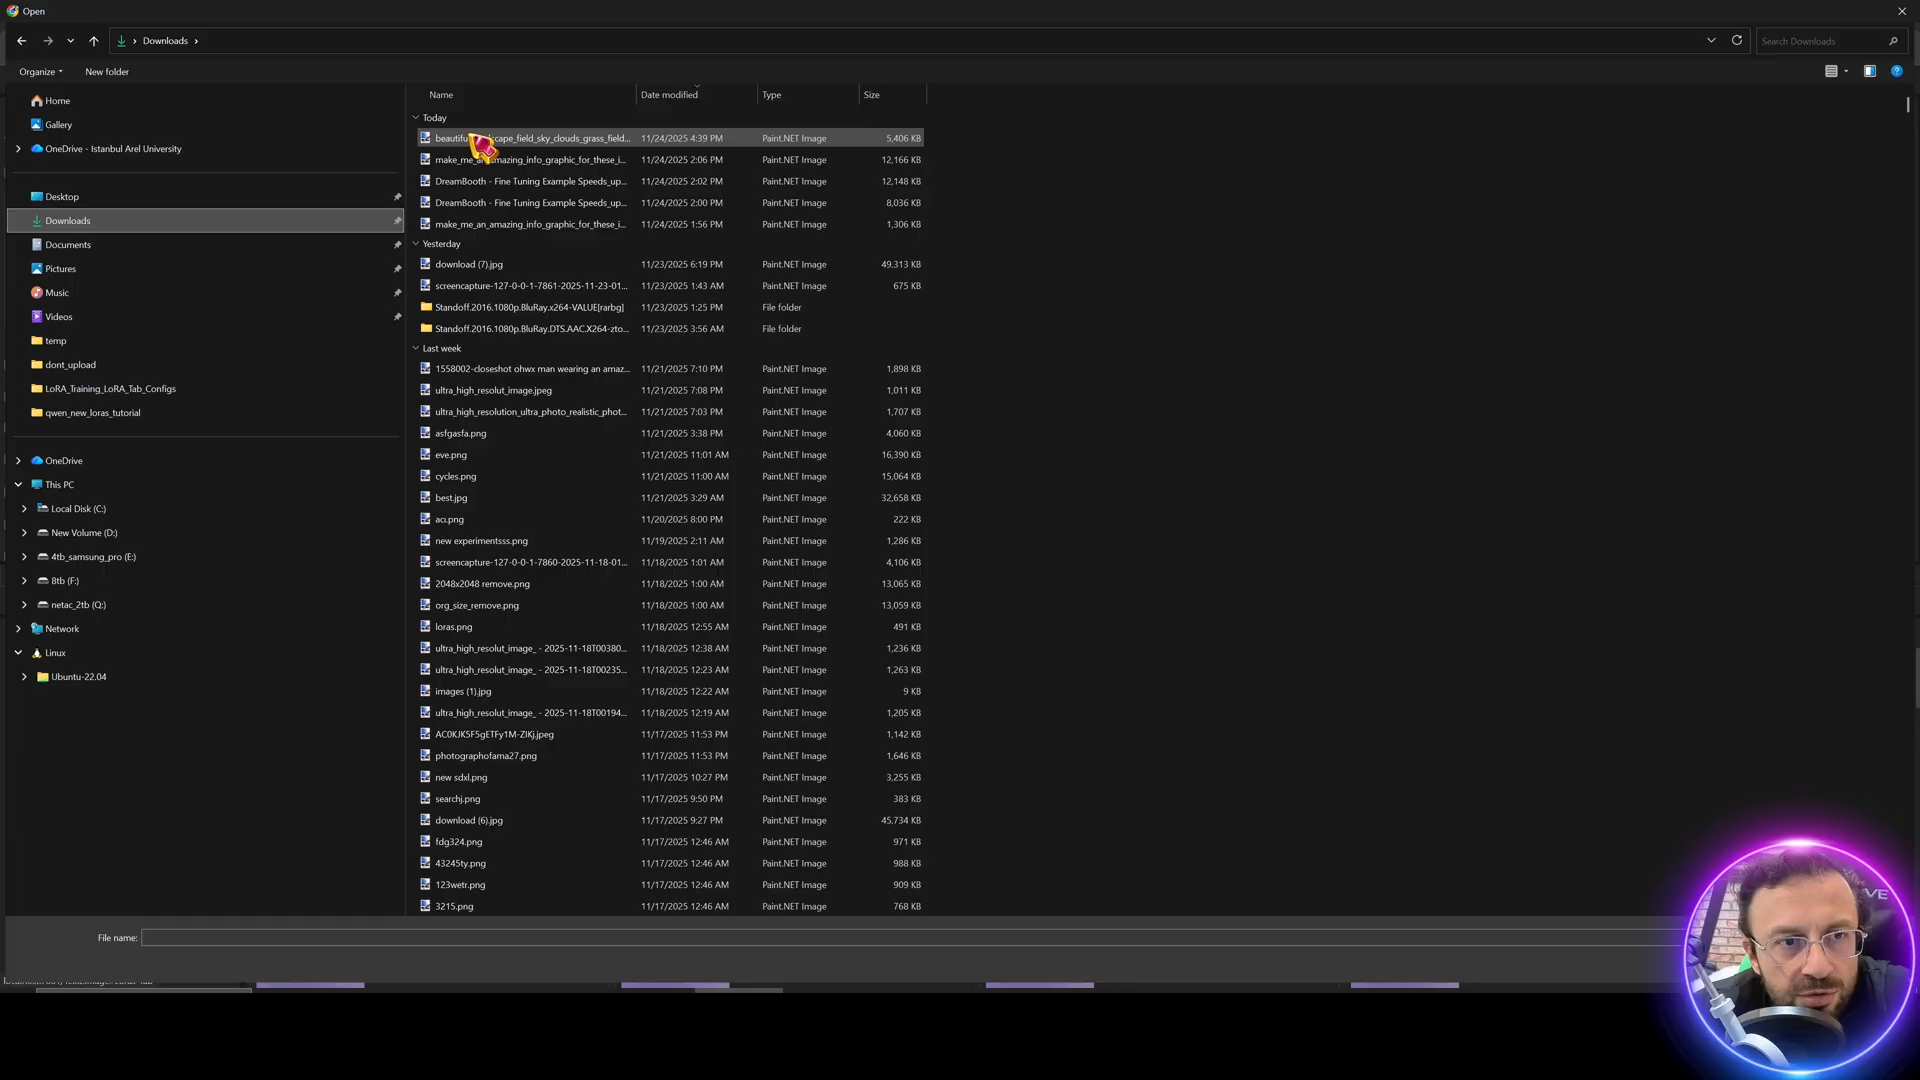 Open
Downloads
Search Downloads
Organize
New folder
Home
Gallery
OneDrive - Istanbul Arel University
Desktop
Downloads
Documents
Pictures
Music
Videos
temp
dont_upload
LoRA_Training_LoRA_Tab_Configs
qwen_new_loras_tutorial
OneDrive
This PC
Local Disk (C:)
New Volume (D:)
4tb_samsung_pro (E:)
8tb (F:)
netac_2tb (Q:)
Network
Linux
Ubuntu-22.04
Name Date modified Type Size
Today
beautifu cape_field_sky_clouds_grass_field... 11/24/2025 4:39 PM Paint.NET Image 5,406 KB
make_me_an_amazing_info_graphic_for_these_i... 11/24/2025 2:06 PM Paint.NET Image 12,166 KB
DreamBooth - Fine Tuning Example Speeds_up... 11/24/2025 2:02 PM Paint.NET Image 12,148 KB
DreamBooth - Fine Tuning Example Speeds_up... 11/24/2025 2:00 PM Paint.NET Image 8,036 KB
make_me_an_amazing_info_graphic_for_these_i... 11/24/2025 1:56 PM Paint.NET Image 1,306 KB
Yesterday
download (7).jpg 11/23/2025 6:19 PM Paint.NET Image 49,313 KB
screencapture-127-0-0-1-7861-2025-11-23-01... 11/23/2025 1:43 AM Paint.NET Image 675 KB
Standoff.2016.1080p.BluRay.x264-VALUE[rarbg] 11/23/2025 1:25 PM File folder
Standoff.2016.1080p.BluRay.DTS.AAC.X264-zto... 11/23/2025 3:56 AM File folder
Last week
1558002-closeshot ohwx man wearing an amaz... 11/21/2025 7:10 PM Paint.NET Image 1,898 KB
ultra_high_resolut_image.jpeg 11/21/2025 7:08 PM Paint.NET Image 1,011 KB
ultra_high_resolution_ultra_photo_realistic_phot... 11/21/2025 7:03 PM Paint.NET Image 1,707 KB
asfgasfa.png 11/21/2025 3:38 PM Paint.NET Image 4,060 KB
eve.png 11/21/2025 11:01 AM Paint.NET Image 16,390 KB
cycles.png 11/21/2025 11:00 AM Paint.NET Image 15,064 KB
best.jpg 11/21/2025 3:29 AM Paint.NET Image 32,658 KB
acı.png 11/20/2025 8:00 PM Paint.NET Image 222 KB
new experimentsss.png 11/19/2025 2:11 AM Paint.NET Image 1,286 KB
screencapture-127-0-0-1-7860-2025-11-18-01... 11/18/2025 1:01 AM Paint.NET Image 4,106 KB
2048x2048 remove.png 11/18/2025 1:00 AM Paint.NET Image 13,065 KB
org_size_remove.png 11/18/2025 1:00 AM Paint.NET Image 13,059 KB
loras.png 11/18/2025 12:55 AM Paint.NET Image 491 KB
ultra_high_resolut_image_ - 2025-11-18T00380... 11/18/2025 12:38 AM Paint.NET Image 1,236 KB
ultra_high_resolut_image_ - 2025-11-18T00235... 11/18/2025 12:23 AM Paint.NET Image 1,263 KB
images (1).jpg 11/18/2025 12:22 AM Paint.NET Image 9 KB
ultra_high_resolut_image_ - 2025-11-18T00194... 11/18/2025 12:19 AM Paint.NET Image 1,205 KB
AC0KJK5F5gETFy1M-ZIKj.jpeg 11/17/2025 11:53 PM Paint.NET Image 1,142 KB
photographofama27.png 11/17/2025 11:53 PM Paint.NET Image 1,646 KB
new sdxl.png 11/17/2025 10:27 PM Paint.NET Image 3,255 KB
searchj.png 11/17/2025 9:50 PM Paint.NET Image 383 KB
download (6).jpg 11/17/2025 9:27 PM Paint.NET Image 45,734 KB
fdg324.png 11/17/2025 12:46 AM Paint.NET Image 971 KB
43245ty.png 11/17/2025 12:46 AM Paint.NET Image 988 KB
123wetr.png 11/17/2025 12:46 AM Paint.NET Image 909 KB
3215.png 11/17/2025 12:46 AM Paint.NET Image 768 KB
File name: